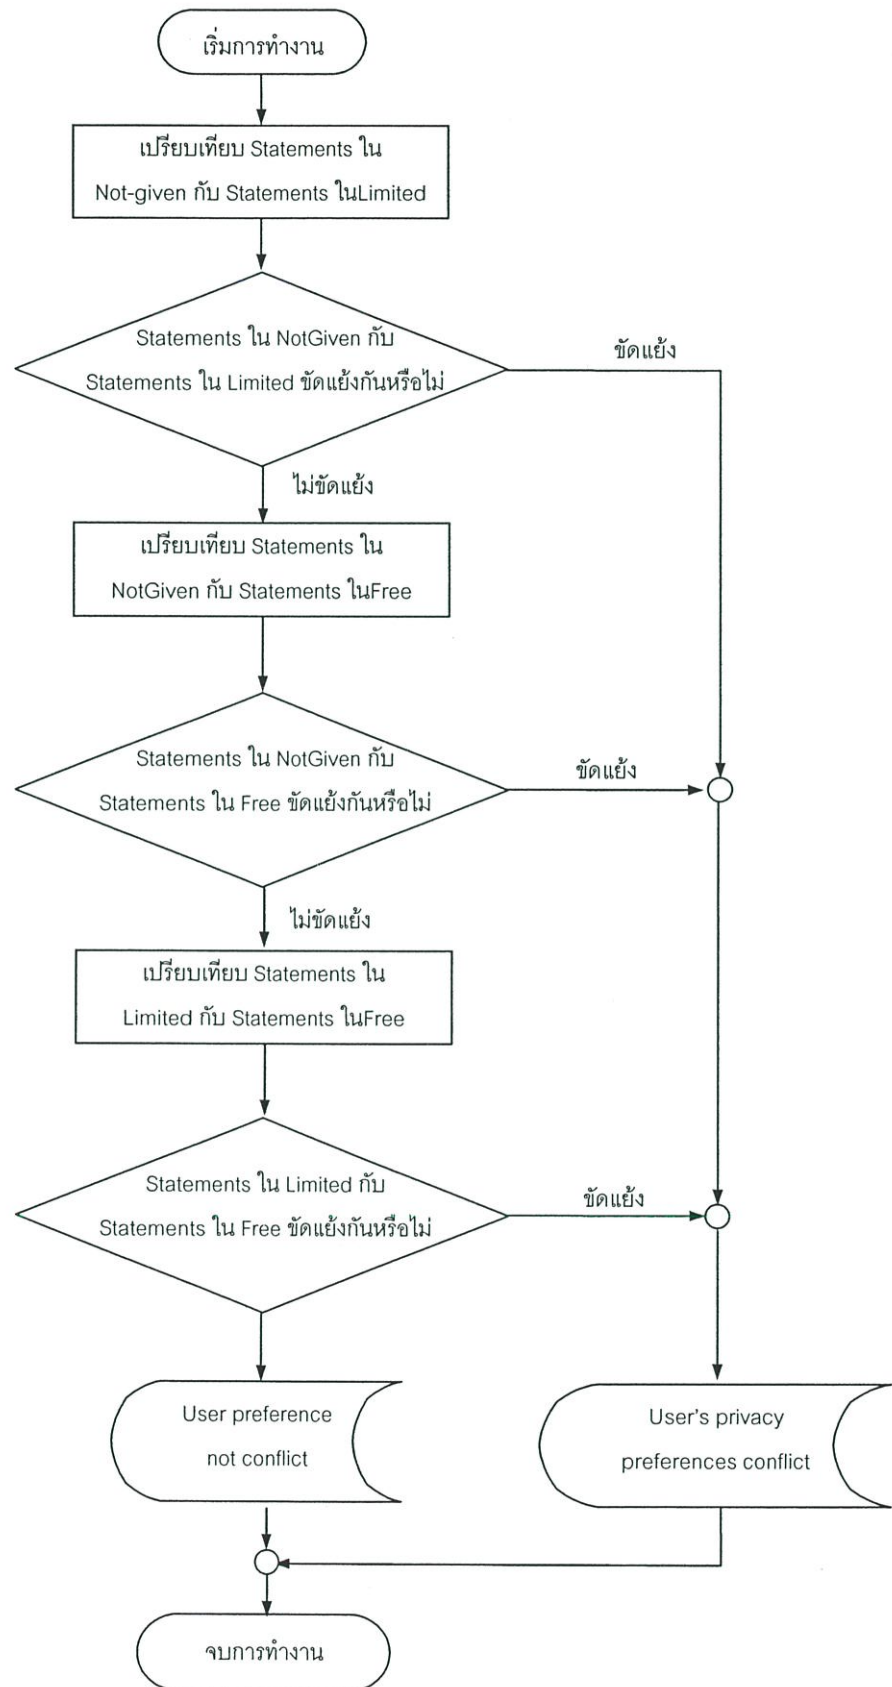 เริ่มการทำงาน
เปรียบเทียบ Statements ใน
Not-given กับ Statements ในLimited
Statements ใน NotGiven กับ
Statements ใน Limited ขัดแย้งกันหรือไม่
ขัดแย้ง
ไม่ขัดแย้ง
เปรียบเทียบ Statements ใน
NotGiven กับ Statements ในFree
Statements ใน NotGiven กับ
Statements ใน Free ขัดแย้งกันหรือไม่
ขัดแย้ง
ไม่ขัดแย้ง
เปรียบเทียบ Statements ใน
Limited กับ Statements ในFree
Statements ใน Limited กับ
Statements ใน Free ขัดแย้งกันหรือไม่
ขัดแย้ง
User preference
not conflict
User's privacy
preferences conflict
จบการทำงาน